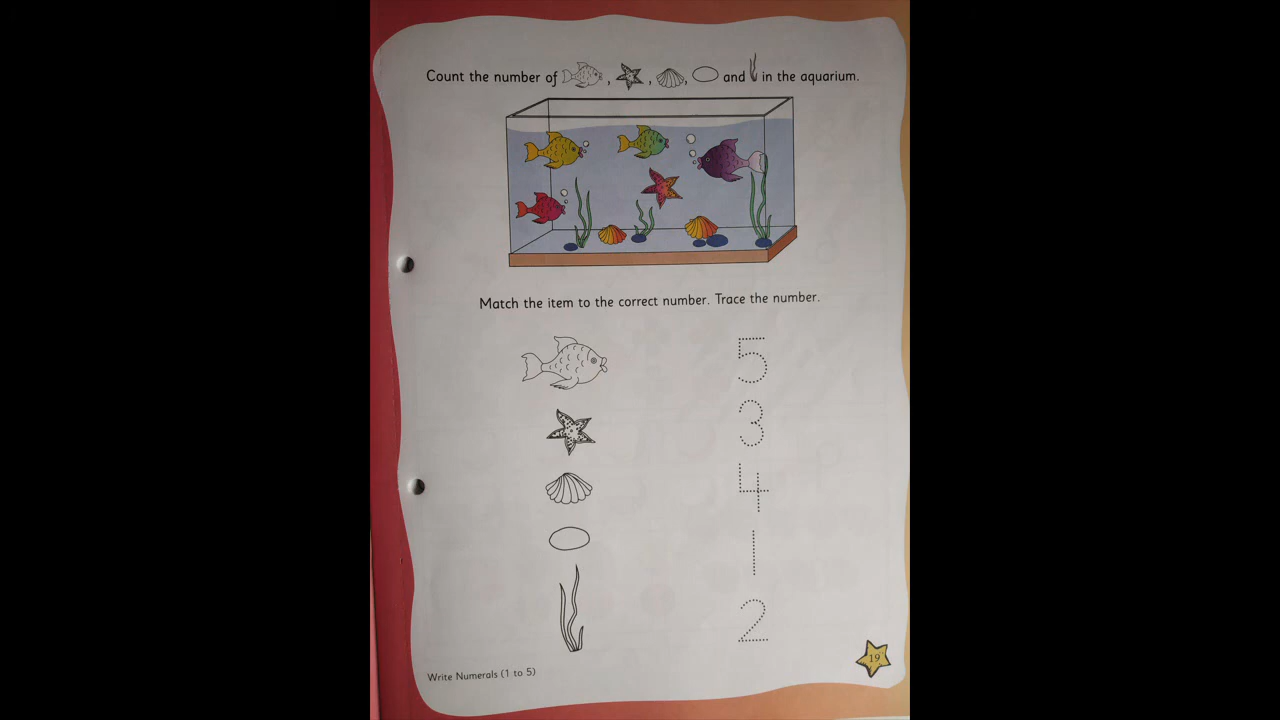 Count the number of , , , and in the aquarium.
Match the item to the correct number. Trace the number.
5
3
4
1
2
Write Numerals (1 to 5)
19